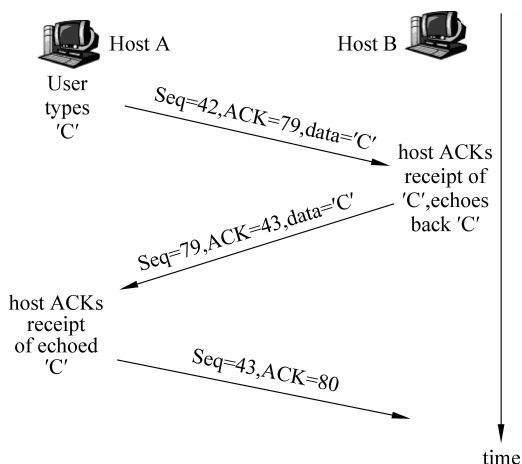 Host A
Host B
User
types
'C'
Seq=42,ACK=79,data='C'
host ACKs
receipt of
'C',echoes
back 'C'
Seq=79,ACK=43,data='C'
host ACKs
receipt
of echoed
'C'
Seq=43,ACK=80
time